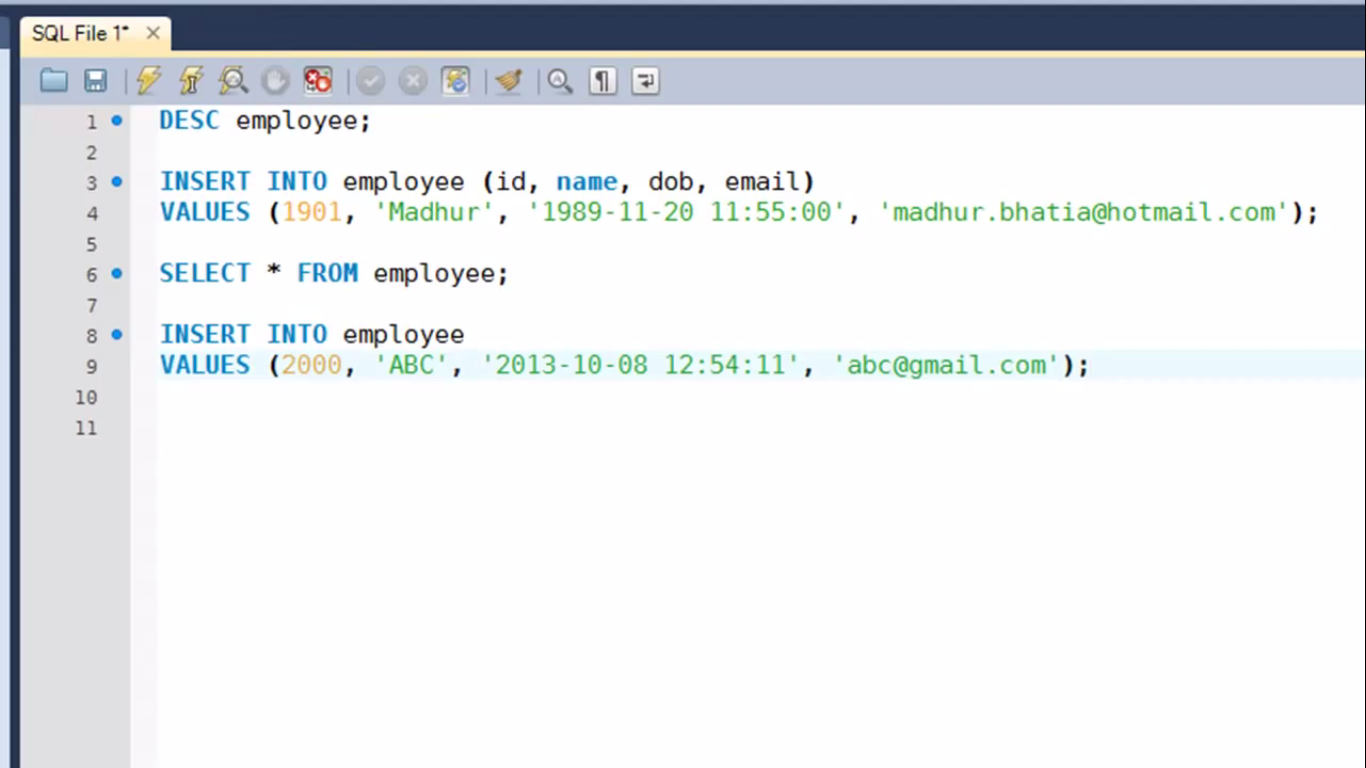 SQL File 1*
1 DESC employee;
2
3 INSERT INTO employee (id, name, dob, email)
4 VALUES (1901, 'Madhur', '1989-11-20 11:55:00', 'madhur.bhatia@hotmail.com');
5
6 SELECT * FROM employee;
7
8 INSERT INTO employee
9 VALUES (2000, 'ABC', '2013-10-08 12:54:11', 'abc@gmail.com');
10
11